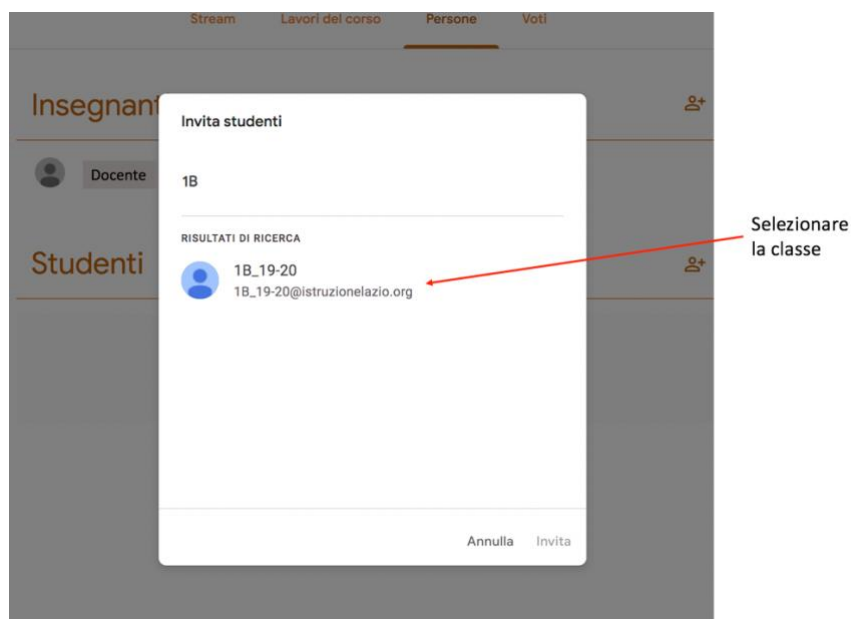 Stream Lavori del corso Persone Voti
Insegnant
Invita studenti
Docente
1B
RISULTATI DI RICERCA
Studenti
1B_19-20
1B_19-20@istruzionelazio.org
Selezionare
la classe
Annulla Invita